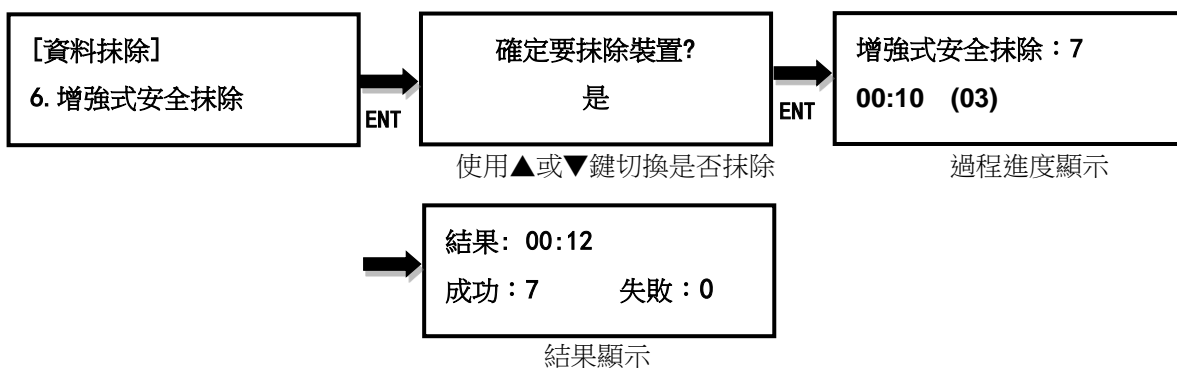 [資料抹除]
6.增強式安全抹除
ENT
確定要抹除裝置?
是
使用▲或▼鍵切換是否抹除
ENT
增強式安全抹除：7
00:10 (03)
過程進度顯示
結果: 00:12
成功：7 失敗：0
結果顯示